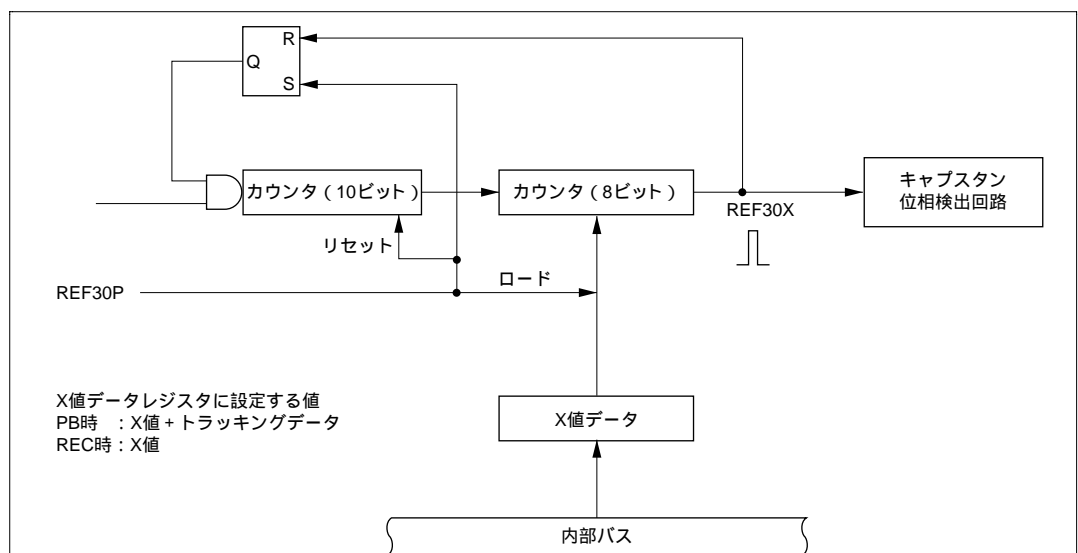 R
Q
S
カウンタ（10ビット）
カウンタ（8ビット）
キャプスタン
位相検出回路
REF30X
リセット
ロード
REF30P
X値データレジスタに設定する値
PB時　：X値 + トラッキングデータ
REC時：X値
X値データ
内部バス